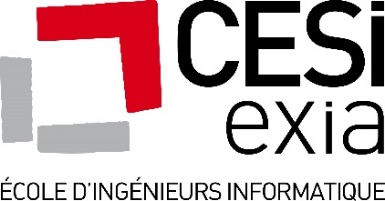 CESi
exia
ÉCOLE D'INGÉNIEURS INFORMATIQUE